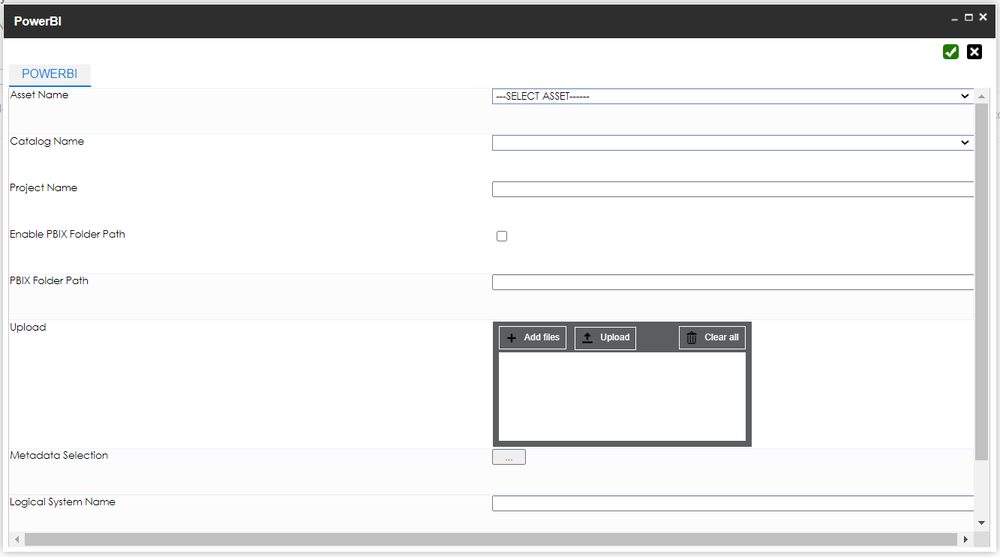 PowerBI
POWERBI
Asset Name
---SELECT ASSET------
Catalog Name
Project Name
Enable PBIX Folder Path
PBIX Folder Path
Upload
Add files
Upload
Clear all
Metadata Selection
...
Logical System Name